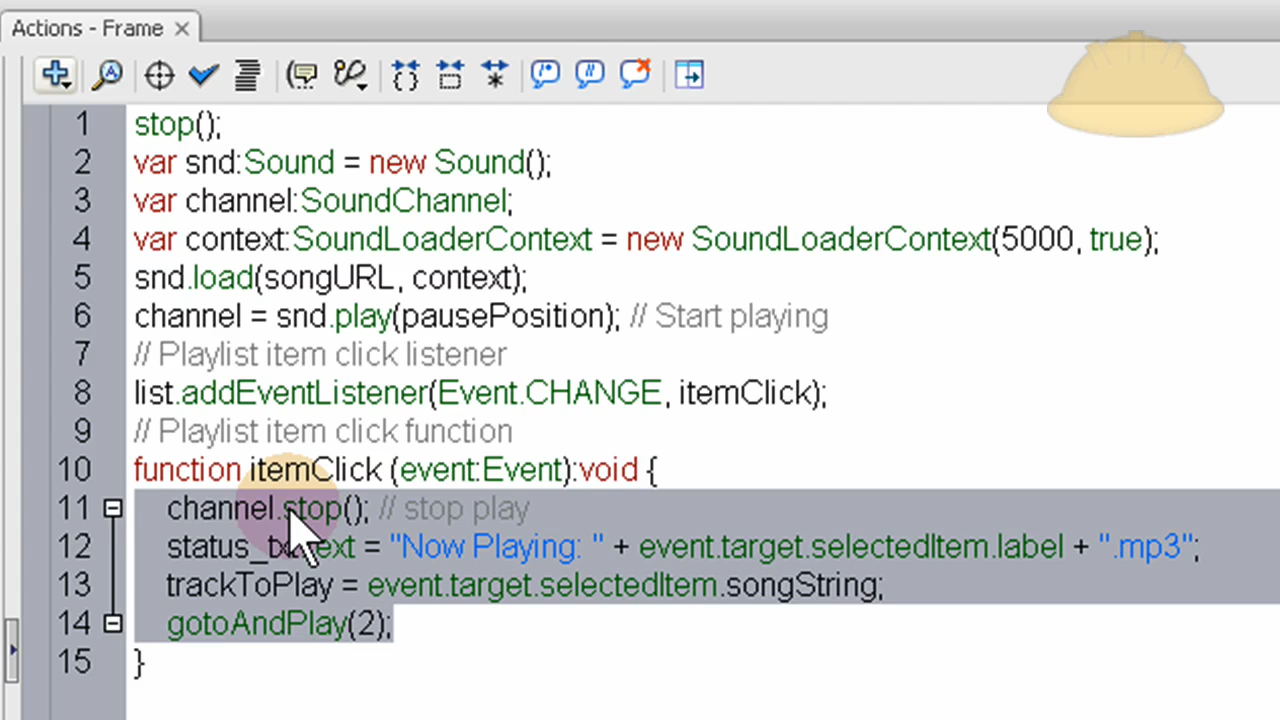 Actions - Frame
1 stop();
2 var snd:Sound = new Sound();
3 var channel:SoundChannel;
4 var context:SoundLoaderContext = new SoundLoaderContext(5000, true);
5 snd.load(songURL, context);
6 channel = snd.play(pausePosition); // Start playing
7 // Playlist item click listener
8 list.addEventListener(Event.CHANGE, itemClick);
9 // Playlist item click function
10 function itemClick (event:Event):void {
11 channel.stop(); // stop play
12 status_txt.text = "Now Playing: " + event.target.selectedItem.label + ".mp3";
13 trackToPlay = event.target.selectedItem.songString;
14 gotoAndPlay(2);
15 }